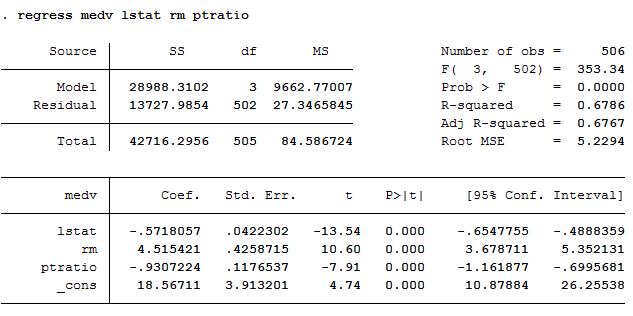 . regress medv lstat rm ptratio
Source | SS df MS Number of obs = 506
F( 3, 502) = 353.34
Model | 28988.3102 3 9662.77007 Prob > F = 0.0000
Residual | 13727.9854 502 27.3465845 R-squared = 0.6786
Adj R-squared = 0.6767
Total | 42716.2956 505 84.586724 Root MSE = 5.2294
medv | Coef. Std. Err. t P>|t| [95% Conf. Interval]
lstat | -.5718057 .0422302 -13.54 0.000 -.6547755 -.4888359
rm | 4.515421 .4258715 10.60 0.000 3.678711 5.352131
ptratio | -.9307224 .1176537 -7.91 0.000 -1.161877 -.6995681
_cons | 18.56711 3.913201 4.74 0.000 10.87884 26.25538